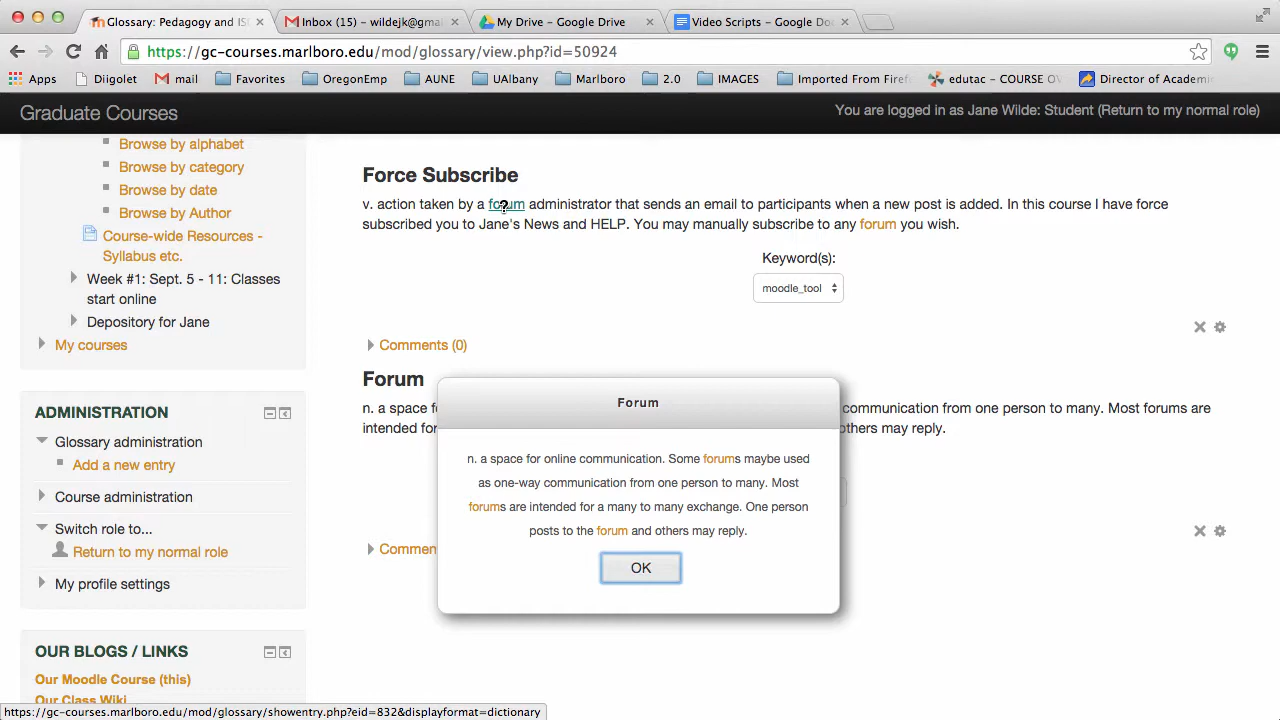 Glossary: Pedagogy and IS
Inbox (15) – wildejk@gmai
My Drive – Google Drive
Video Scripts – Google Do
https://gc-courses.marlboro.edu/mod/glossary/view.php?id=50924
Apps Diigolet mail Favorites OregonEmp AUNE UAlbany Marlboro 2.0 IMAGES Imported From Firef edutac – COURSE OV Director of Academi
Graduate Courses
You are logged in as Jane Wilde: Student (Return to my normal role)
Browse by alphabet
Browse by category
Browse by date
Browse by Author
Course-wide Resources -
Syllabus etc.
Week #1: Sept. 5 - 11: Classes
start online
Depository for Jane
My courses
ADMINISTRATION
Glossary administration
Add a new entry
Course administration
Switch role to...
Return to my normal role
My profile settings
OUR BLOGS / LINKS
Our Moodle Course (this)
Our Class Wiki
Force Subscribe
v. action taken by a forum administrator that sends an email to participants when a new post is added. In this course I have force
subscribed you to Jane's News and HELP. You may manually subscribe to any forum you wish.
Keyword(s):
moodle_tool
Comments (0)
Forum
n. a space f communication from one person to many. Most forums are
intended for others may reply.
Commen
Forum
n. a space for online communication. Some forums maybe used
as one-way communication from one person to many. Most
forums are intended for a many to many exchange. One person
posts to the forum and others may reply.
OK
https://gc-courses.marlboro.edu/mod/glossary/showentry.php?eid=832&displayformat=dictionary